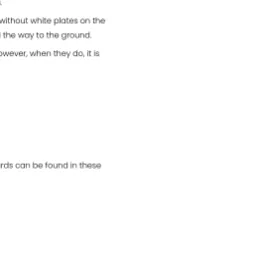 without white plates on the
the way to the ground.
owever, when they do, it is
rds can be found in these